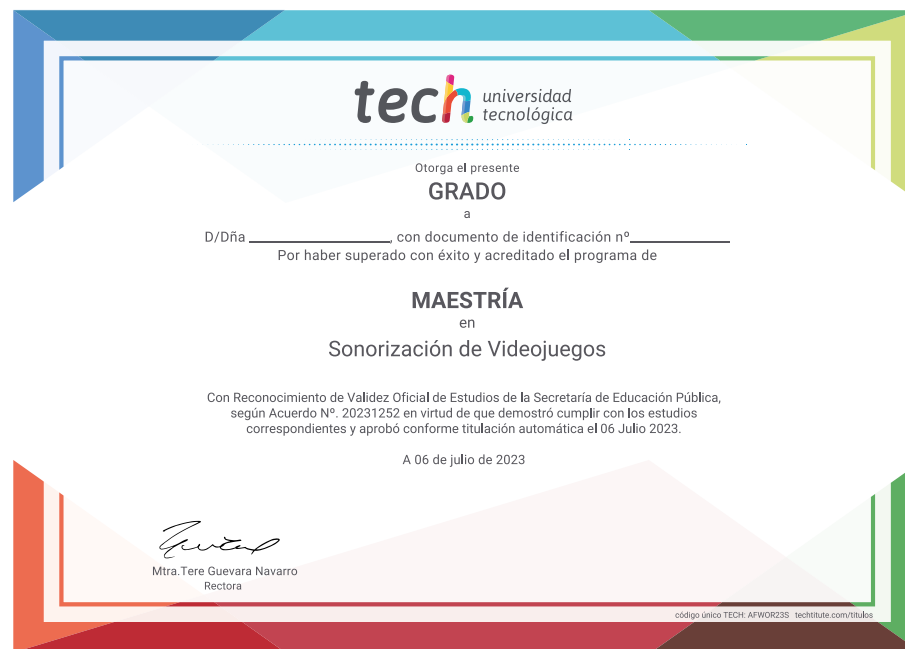 tech universidad
tecnológica
Otorga el presente
GRADO
a
D/Dña ____________, con documento de identificación nº____________
Por haber superado con éxito y acreditado el programa de
MAESTRÍA
en
Sonorización de Videojuegos
Con Reconocimiento de Validez Oficial de Estudios de la Secretaría de Educación Pública,
según Acuerdo Nº. 20231252 en virtud de que demostró cumplir con los estudios
correspondientes y aprobó conforme titulación automática el 06 Julio 2023.
A 06 de julio de 2023
Mtra.Tere Guevara Navarro
Rectora
código único TECH: AFWOR23S techtitute.com/titulos